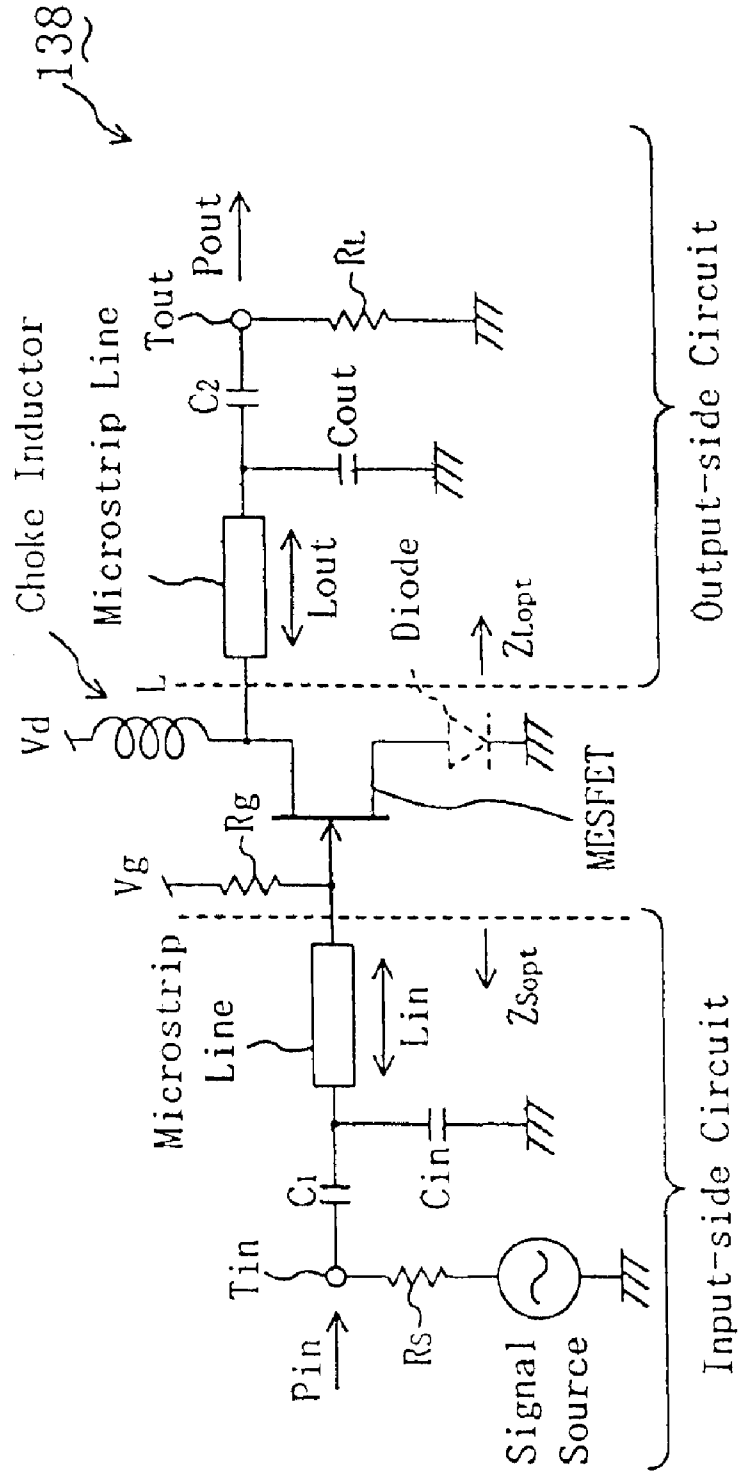 138
Choke Inductor
Microstrip Line
Vd
L
Vg
Rg
Lout
C2
Tout
Pout
Cout
RL
Diode
ZLopt
MESFET
Output-side Circuit
Microstrip
Line
Lin
Tin
C1
Pin
Cin
Rs
Signal
Source
ZSopt
Input-side Circuit